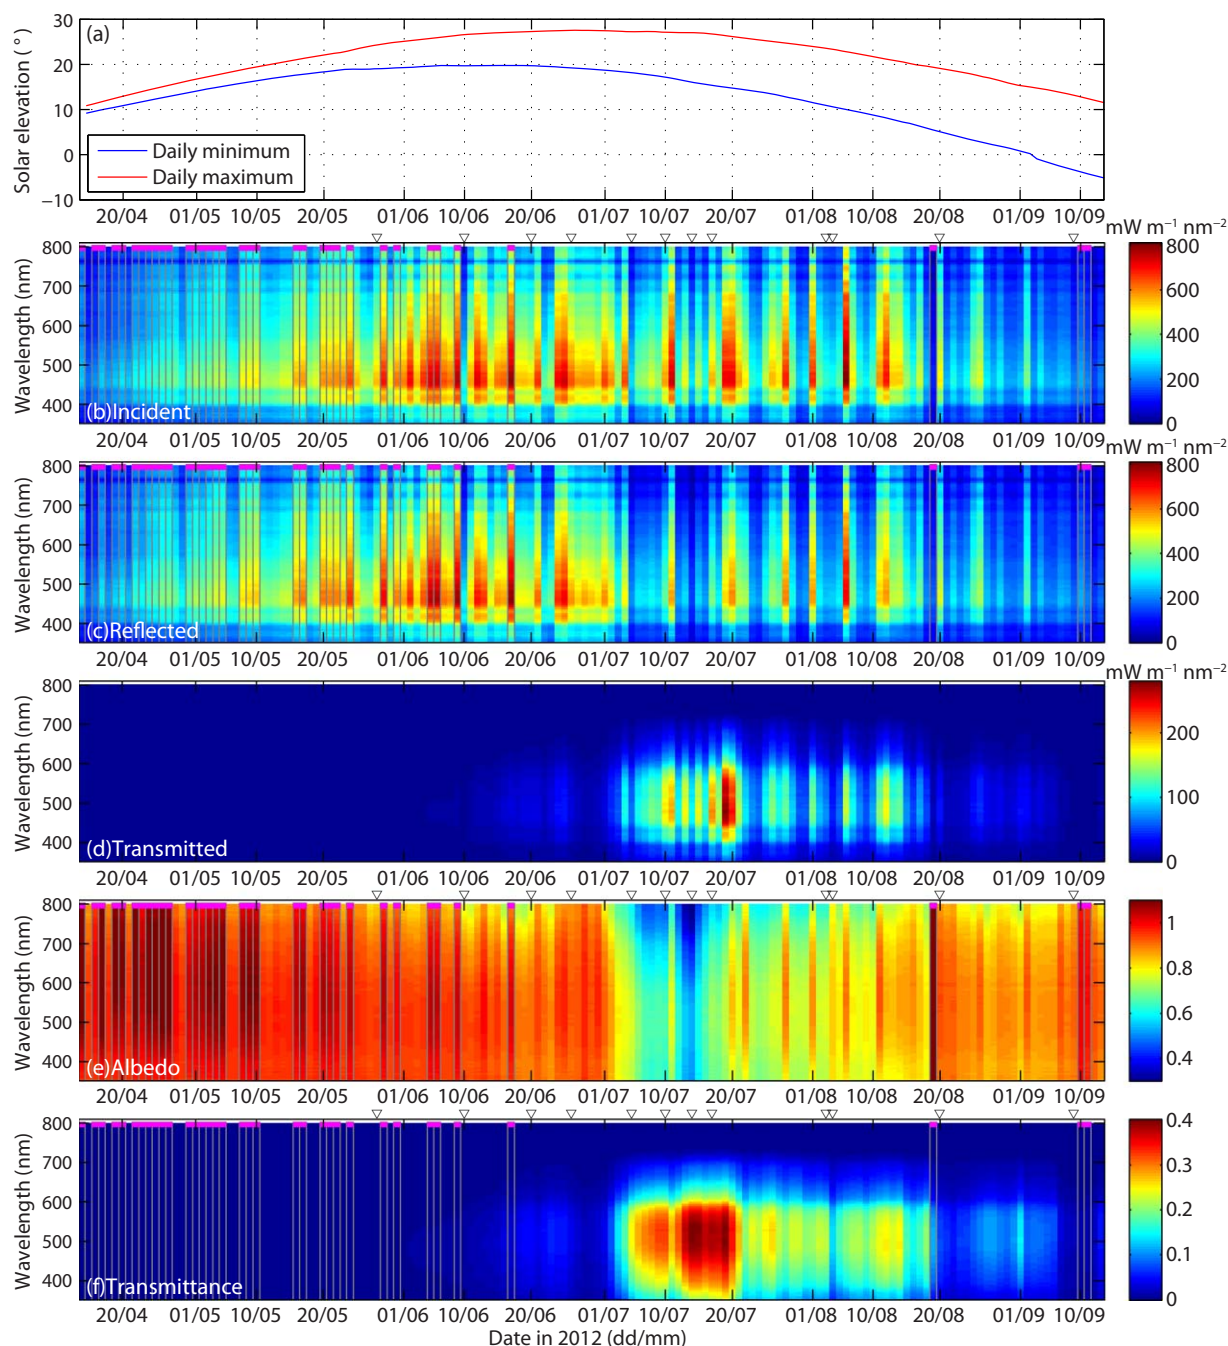 (a)
Solar elevation (°)
30
20
10
0
−10
Daily minimum
Daily maximum
20/04 01/05 10/05 20/05 01/06 10/06 20/06 01/07 10/07 20/07 01/08 10/08 20/08 01/09 10/09
mW m−1 nm−2
Wavelength (nm)
800
700
600
500
400
(b)Incident
800
600
400
200
0
20/04 01/05 10/05 20/05 01/06 10/06 20/06 01/07 10/07 20/07 01/08 10/08 20/08 01/09 10/09
mW m−1 nm−2
Wavelength (nm)
800
700
600
500
400
(c)Reflected
800
600
400
200
0
20/04 01/05 10/05 20/05 01/06 10/06 20/06 01/07 10/07 20/07 01/08 10/08 20/08 01/09 10/09
mW m−1 nm−2
Wavelength (nm)
800
700
600
500
400
(d)Transmitted
200
100
0
20/04 01/05 10/05 20/05 01/06 10/06 20/06 01/07 10/07 20/07 01/08 10/08 20/08 01/09 10/09
Wavelength (nm)
800
700
600
500
400
(e)Albedo
1
0.8
0.6
0.4
20/04 01/05 10/05 20/05 01/06 10/06 20/06 01/07 10/07 20/07 01/08 10/08 20/08 01/09 10/09
Wavelength (nm)
800
700
600
500
400
(f)Transmittance
0.4
0.3
0.2
0.1
0
20/04 01/05 10/05 20/05 01/06 10/06 20/06 01/07 10/07 20/07 01/08 10/08 20/08 01/09 10/09
Date in 2012 (dd/mm)